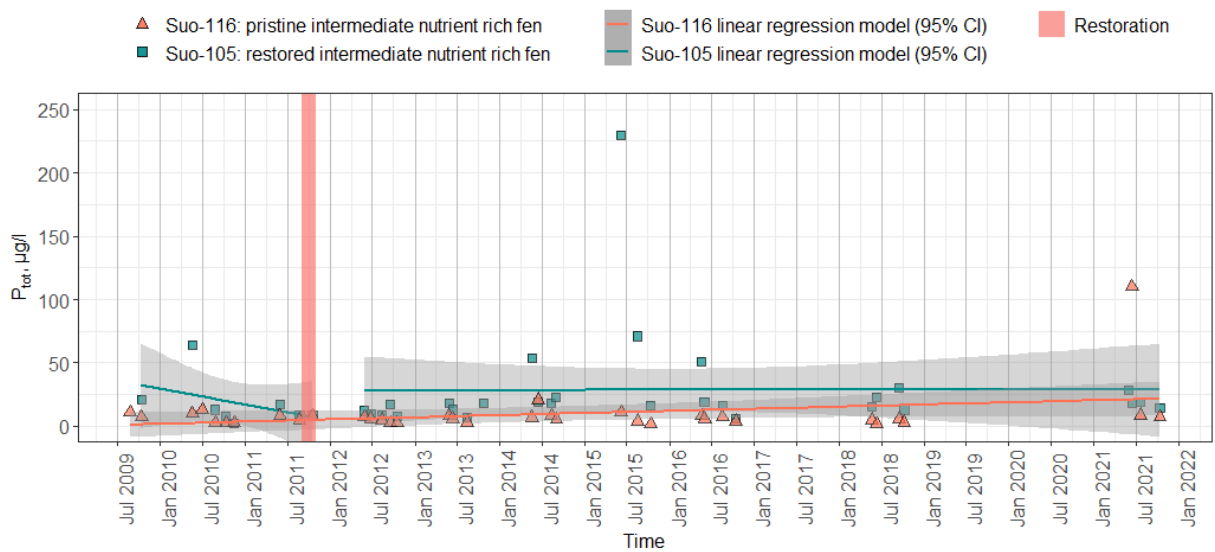 Suo-116: pristine intermediate nutrient rich fen
Suo-116 linear regression model (95% CI)
Restoration
Suo-105: restored intermediate nutrient rich fen
Suo-105 linear regression model (95% CI)
250
200
150
100
50
0
Ptot, µg/l
Jul 2009
Jan 2010
Jul 2010
Jan 2011
Jul 2011
Jan 2012
Jul 2012
Jan 2013
Jul 2013
Jan 2014
Jul 2014
Jan 2015
Jul 2015
Jan 2016
Jul 2016
Jan 2017
Jul 2017
Jan 2018
Jul 2018
Jan 2019
Jul 2019
Jan 2020
Jul 2020
Jan 2021
Jul 2021
Jan 2022
Time